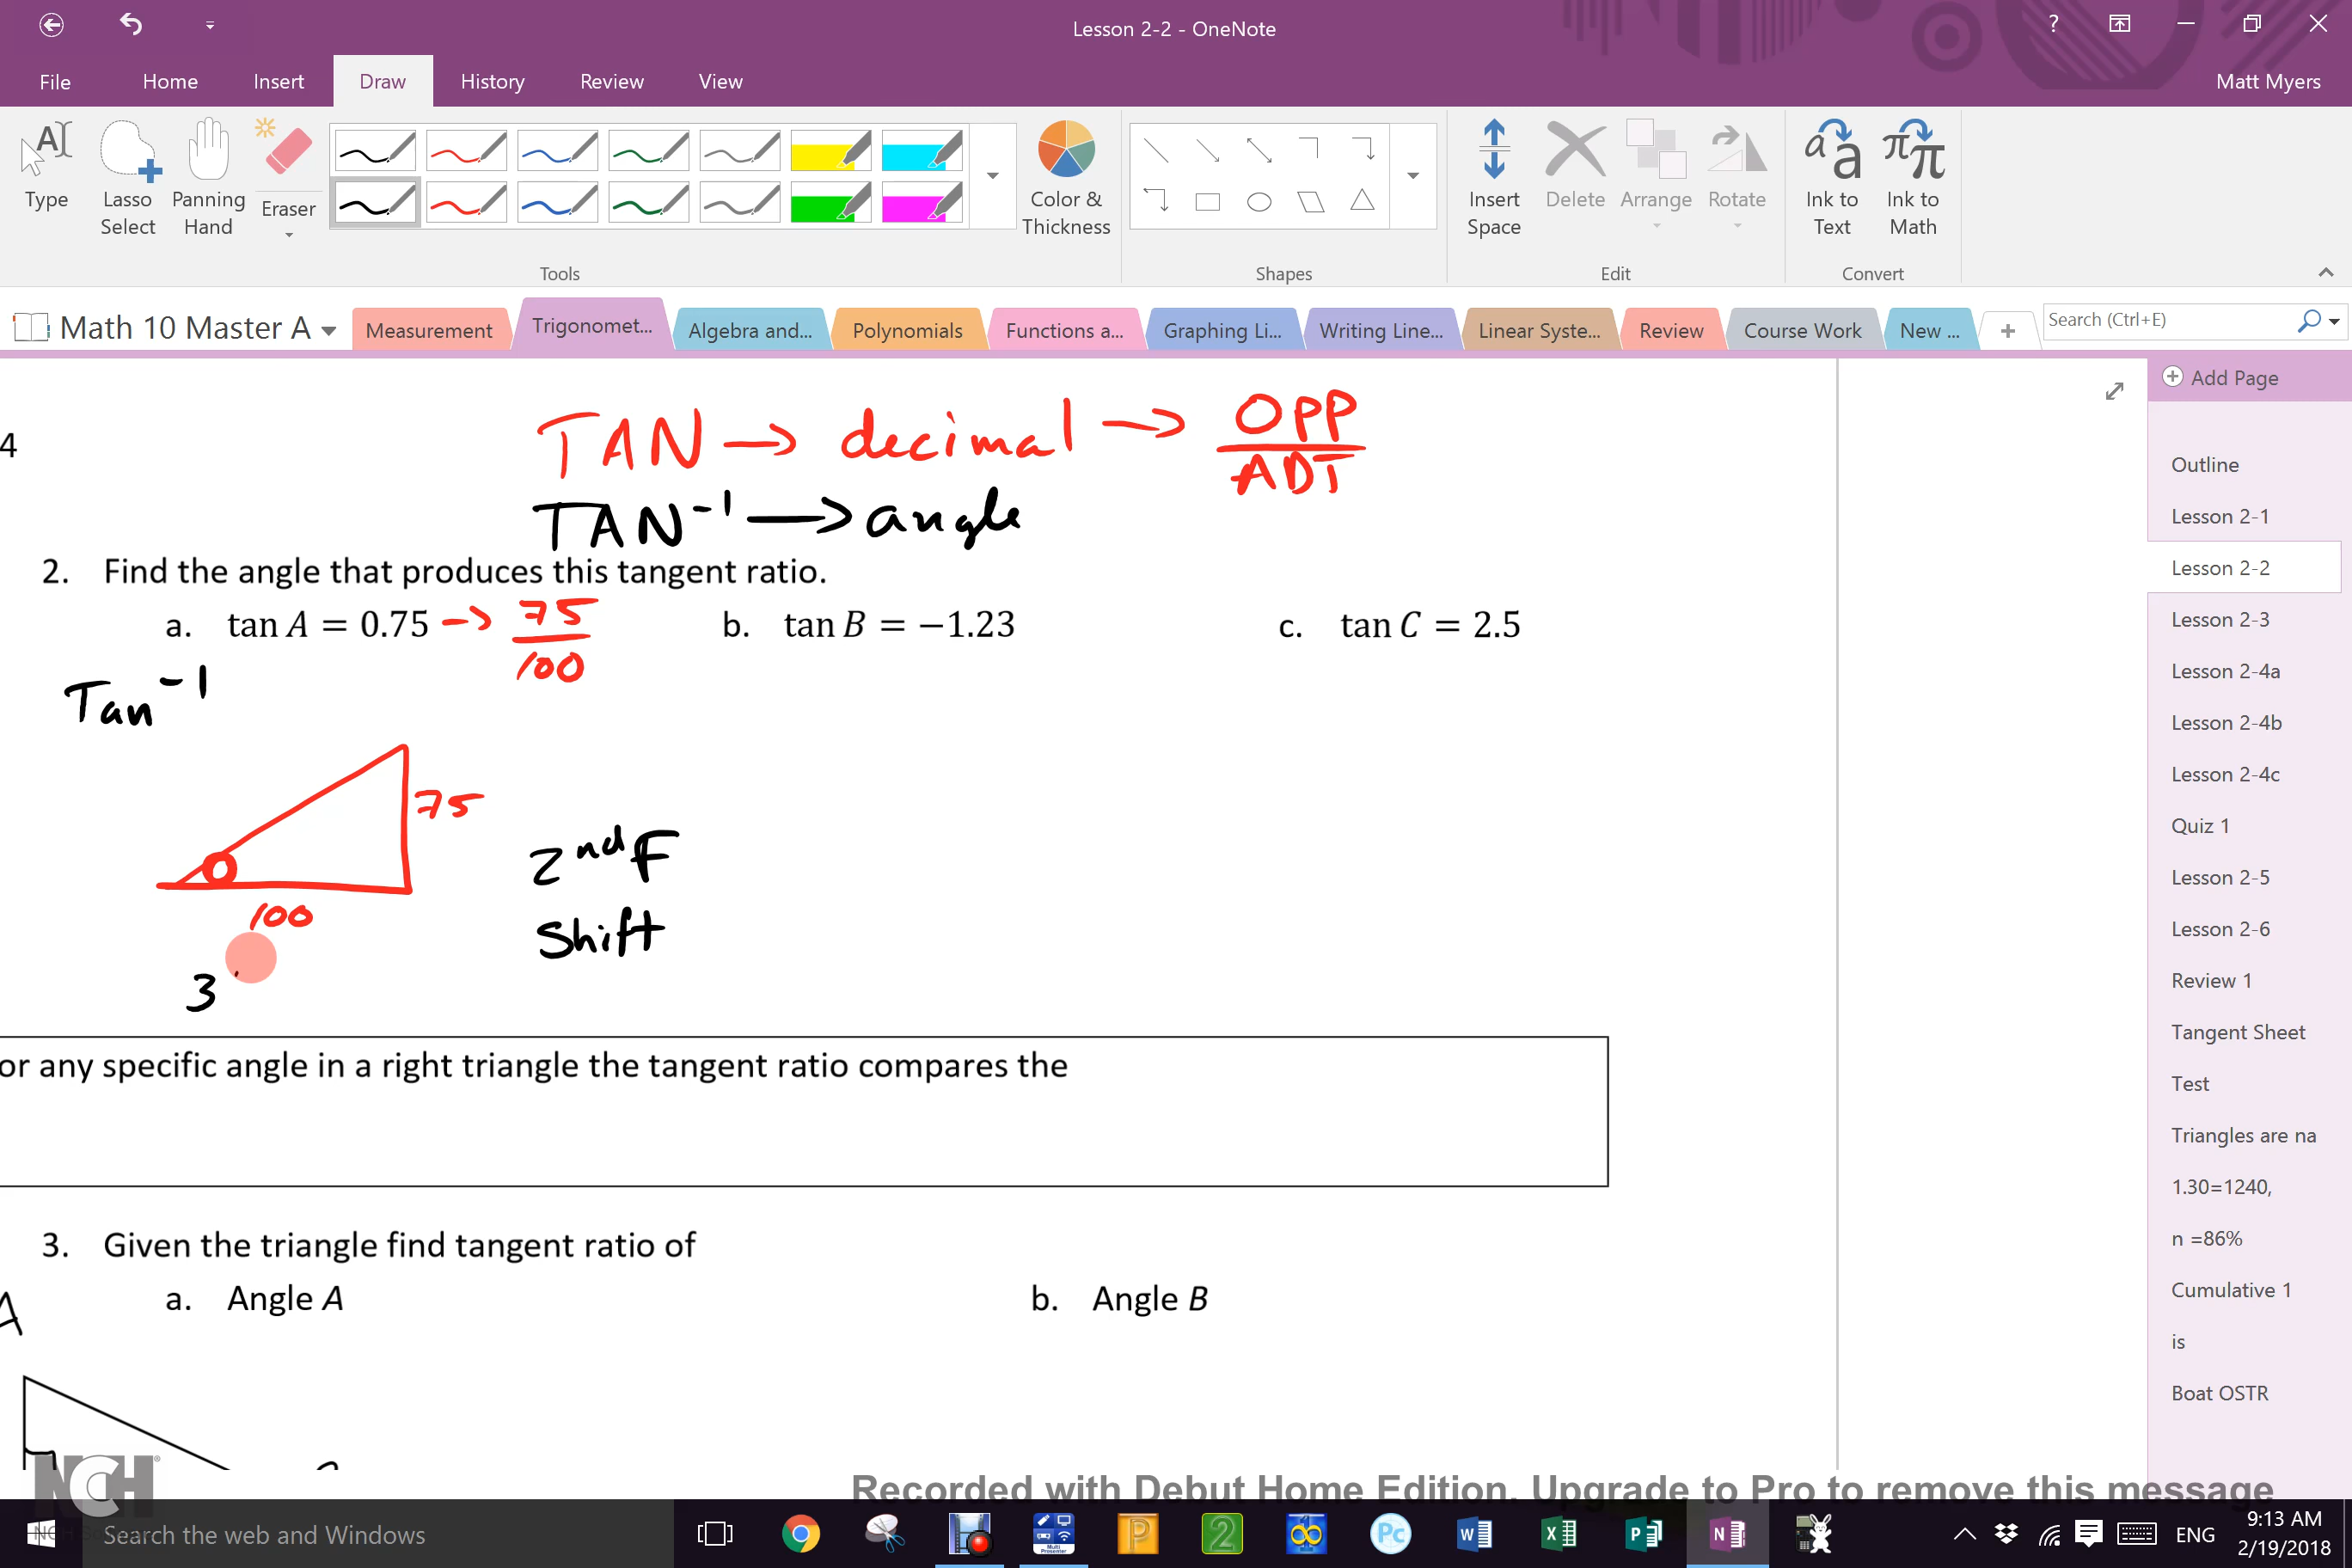 Lesson 2-2 - OneNote
?
File Home Insert Draw History Review View Matt Myers
Type
Lasso Select
Panning Hand
Eraser
Color & Thickness
Insert Space
Delete
Arrange
Rotate
Ink to Text
Ink to Math
Tools Shapes Edit Convert
Math 10 Master A Measurement Trigonomet... Algebra and... Polynomials Functions a... Graphing Li... Writing Line... Linear Syste... Review Course Work New ... + Search (Ctrl+E)
4
TAN → decimal → OPP
ADJ
TAN⁻¹ → angle
2. Find the angle that produces this tangent ratio.
a. tan A = 0.75 → 75
100
b. tan B = −1.23
c. tan C = 2.5
Tan⁻¹
75
100
2ndF
Shift
3
or any specific angle in a right triangle the tangent ratio compares the
3. Given the triangle find tangent ratio of
a. Angle A
b. Angle B
A
Add Page
Outline
Lesson 2-1
Lesson 2-2
Lesson 2-3
Lesson 2-4a
Lesson 2-4b
Lesson 2-4c
Quiz 1
Lesson 2-5
Lesson 2-6
Review 1
Tangent Sheet
Test
Triangles are na
1.30=1240,
n =86%
Cumulative 1
is
Boat OSTR
NCH
Recorded with Debut Home Edition. Upgrade to Pro to remove this message
Search the web and Windows
ENG
9:13 AM
2/19/2018